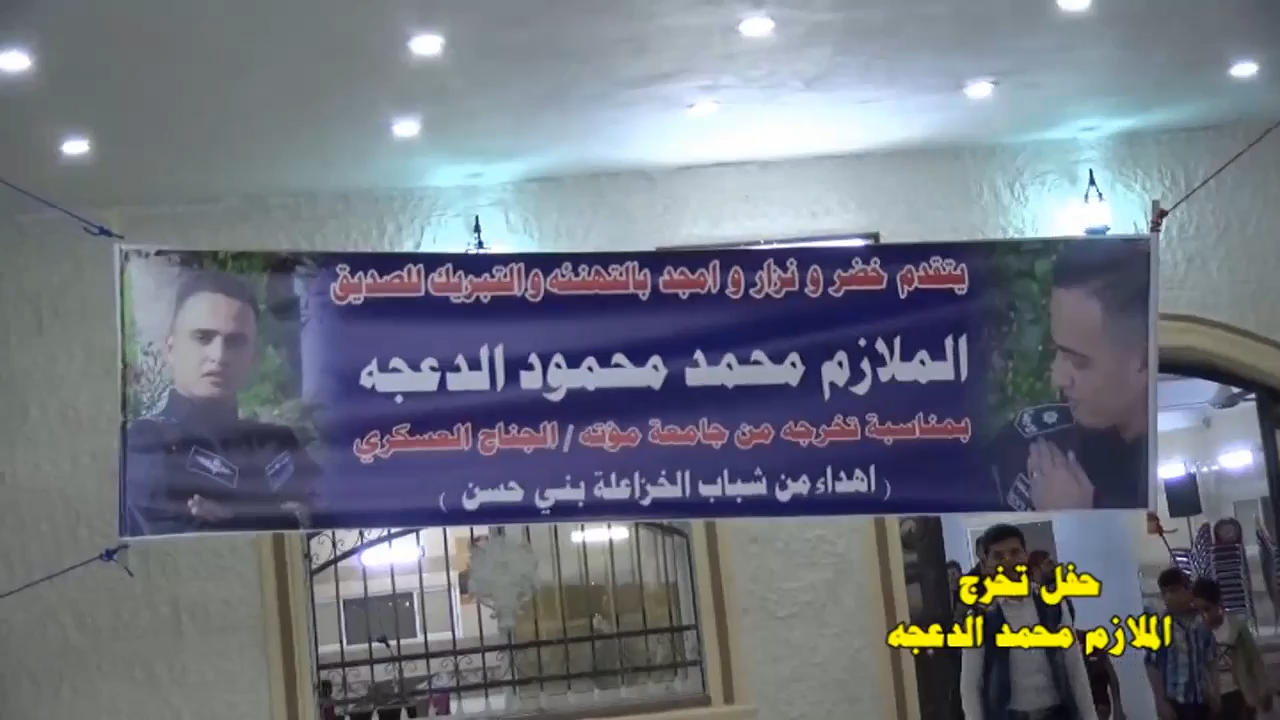 يتقدم خضر و نزار و امجد بالتهنئه والتبريك للصديق
الملازم محمد محمود الدعجه
بمناسبة تخرجه من جامعة مؤته / الجناح العسكري
( اهداء من شباب الخزاعلة بني حسن )
حفل تخرج
الملازم محمد الدعجه